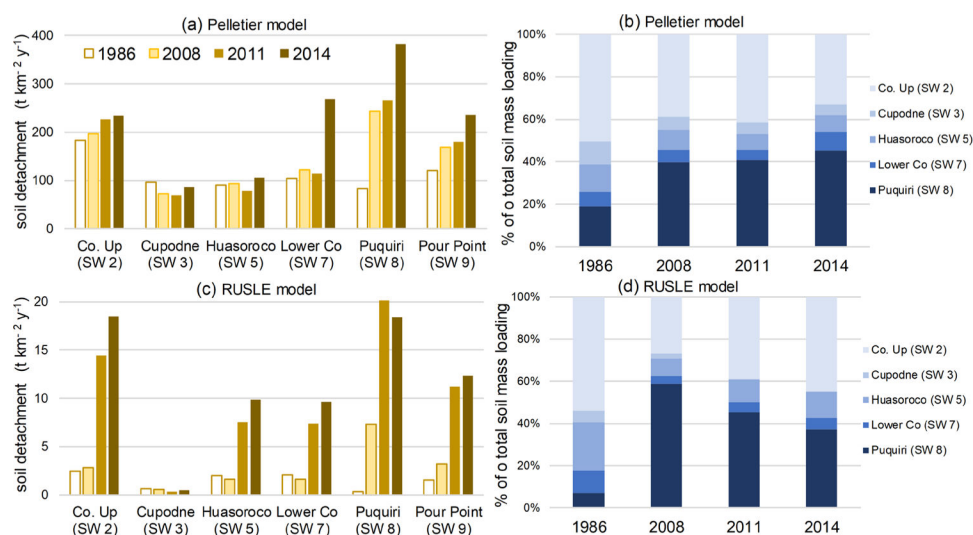 (a) Pelletier model
soil detachment (t km⁻² y⁻¹)
400
300
200
100
0
1986 2008 2011 2014
Co. Up Cupodne Huasoroco Lower Co Puquiri Pour Point
(SW 2) (SW 3) (SW 5) (SW 7) (SW 8) (SW 9)
(b) Pelletier model
% of o total soil mass loading
100%
80%
60%
40%
20%
0%
1986 2008 2011 2014
Co. Up (SW 2)
Cupodne (SW 3)
Huasoroco (SW 5)
Lower Co (SW 7)
Puquiri (SW 8)
(c) RUSLE model
soil detachment (t km⁻² y⁻¹)
20
15
10
5
0
Co. Up Cupodne Huasoroco Lower Co Puquiri Pour Point
(SW 2) (SW 3) (SW 5) (SW 7) (SW 8) (SW 9)
(d) RUSLE model
% of o total soil mass loading
100%
80%
60%
40%
20%
0%
1986 2008 2011 2014
Co. Up (SW 2)
Cupodne (SW 3)
Huasoroco (SW 5)
Lower Co (SW 7)
Puquiri (SW 8)